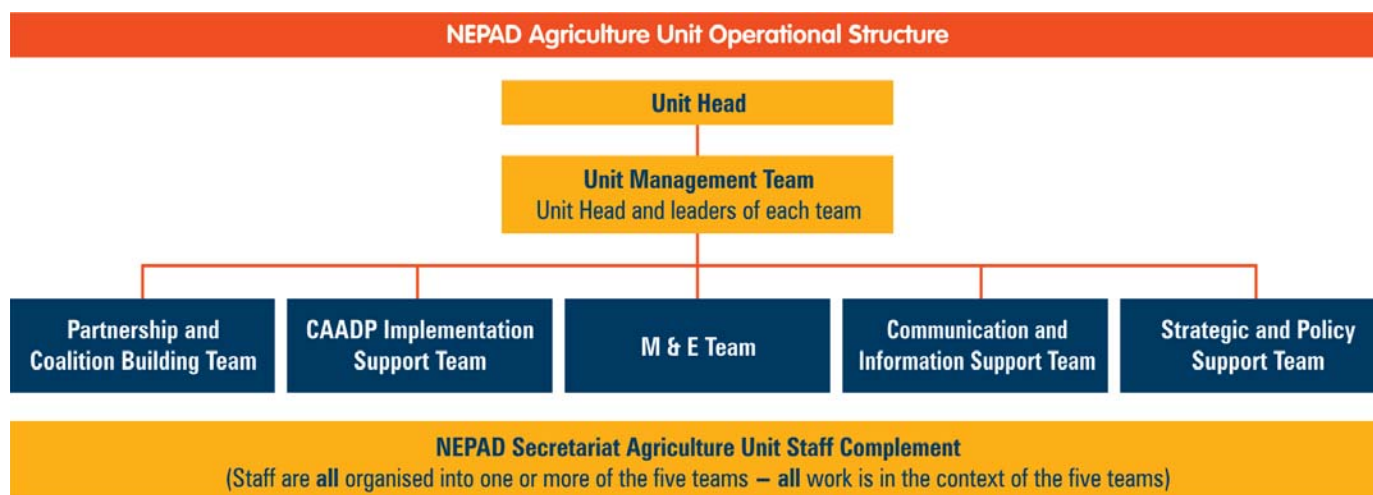 NEPAD Agriculture Unit Operational Structure
Unit Head
Unit Management Team
Unit Head and leaders of each team
Partnership and
Coalition Building Team
CAADP Implementation
Support Team
M & E Team
Communication and
Information Support Team
Strategic and Policy
Support Team
NEPAD Secretariat Agriculture Unit Staff Complement
(Staff are all organised into one or more of the five teams – all work is in the context of the five teams)